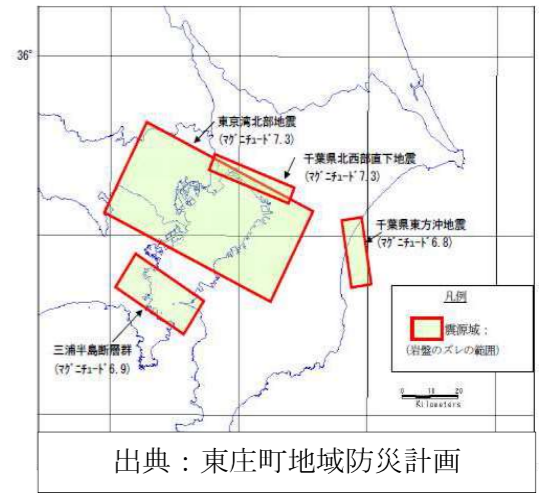 36°
東京湾北部地震
(マグニチュード7.3)
千葉県北西部直下地震
(マグニチュード7.3)
千葉県東方沖地震
(マグニチュード6.8)
三浦半島断層群
(マグニチュード6.9)
凡例
震源域：
(岩盤のズレの範囲)
0 10 20
Kilometers
出典：東庄町地域防災計画